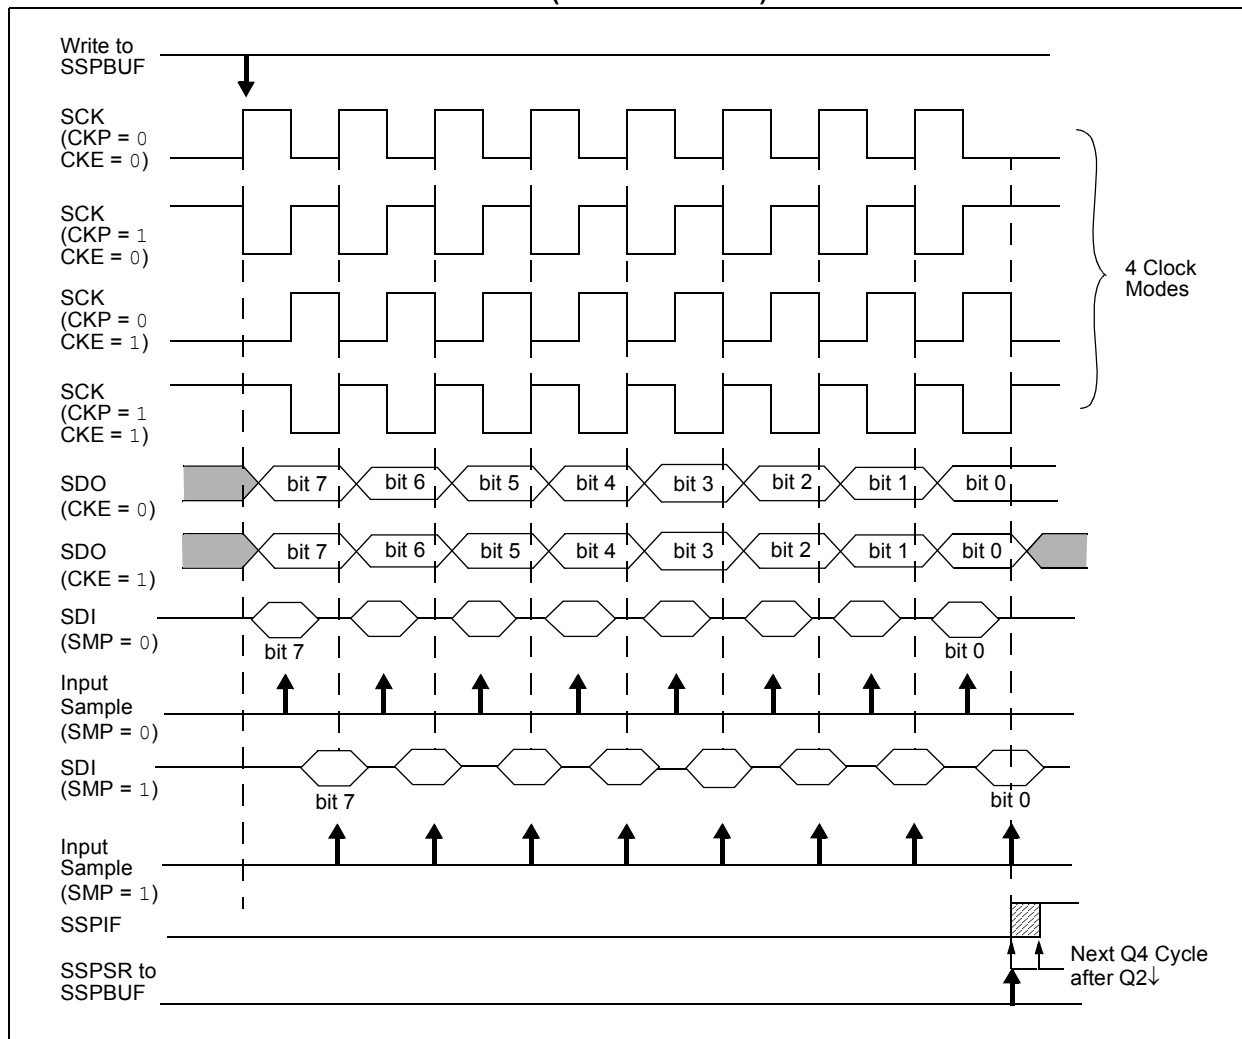 Write to
SSPBUF
SCK
(CKP = 0
CKE = 0)
SCK
(CKP = 1
CKE = 0)
SCK
(CKP = 0
CKE = 1)
SCK
(CKP = 1
CKE = 1)
4 Clock
Modes
SDO
(CKE = 0)
bit 7 bit 6 bit 5 bit 4 bit 3 bit 2 bit 1 bit 0
SDO
(CKE = 1)
bit 7 bit 6 bit 5 bit 4 bit 3 bit 2 bit 1 bit 0
SDI
(SMP = 0)
bit 7 bit 0
Input
Sample
(SMP = 0)
SDI
(SMP = 1)
bit 7 bit 0
Input
Sample
(SMP = 1)
SSPIF
Next Q4 Cycle
after Q2↓
SSPSR to
SSPBUF